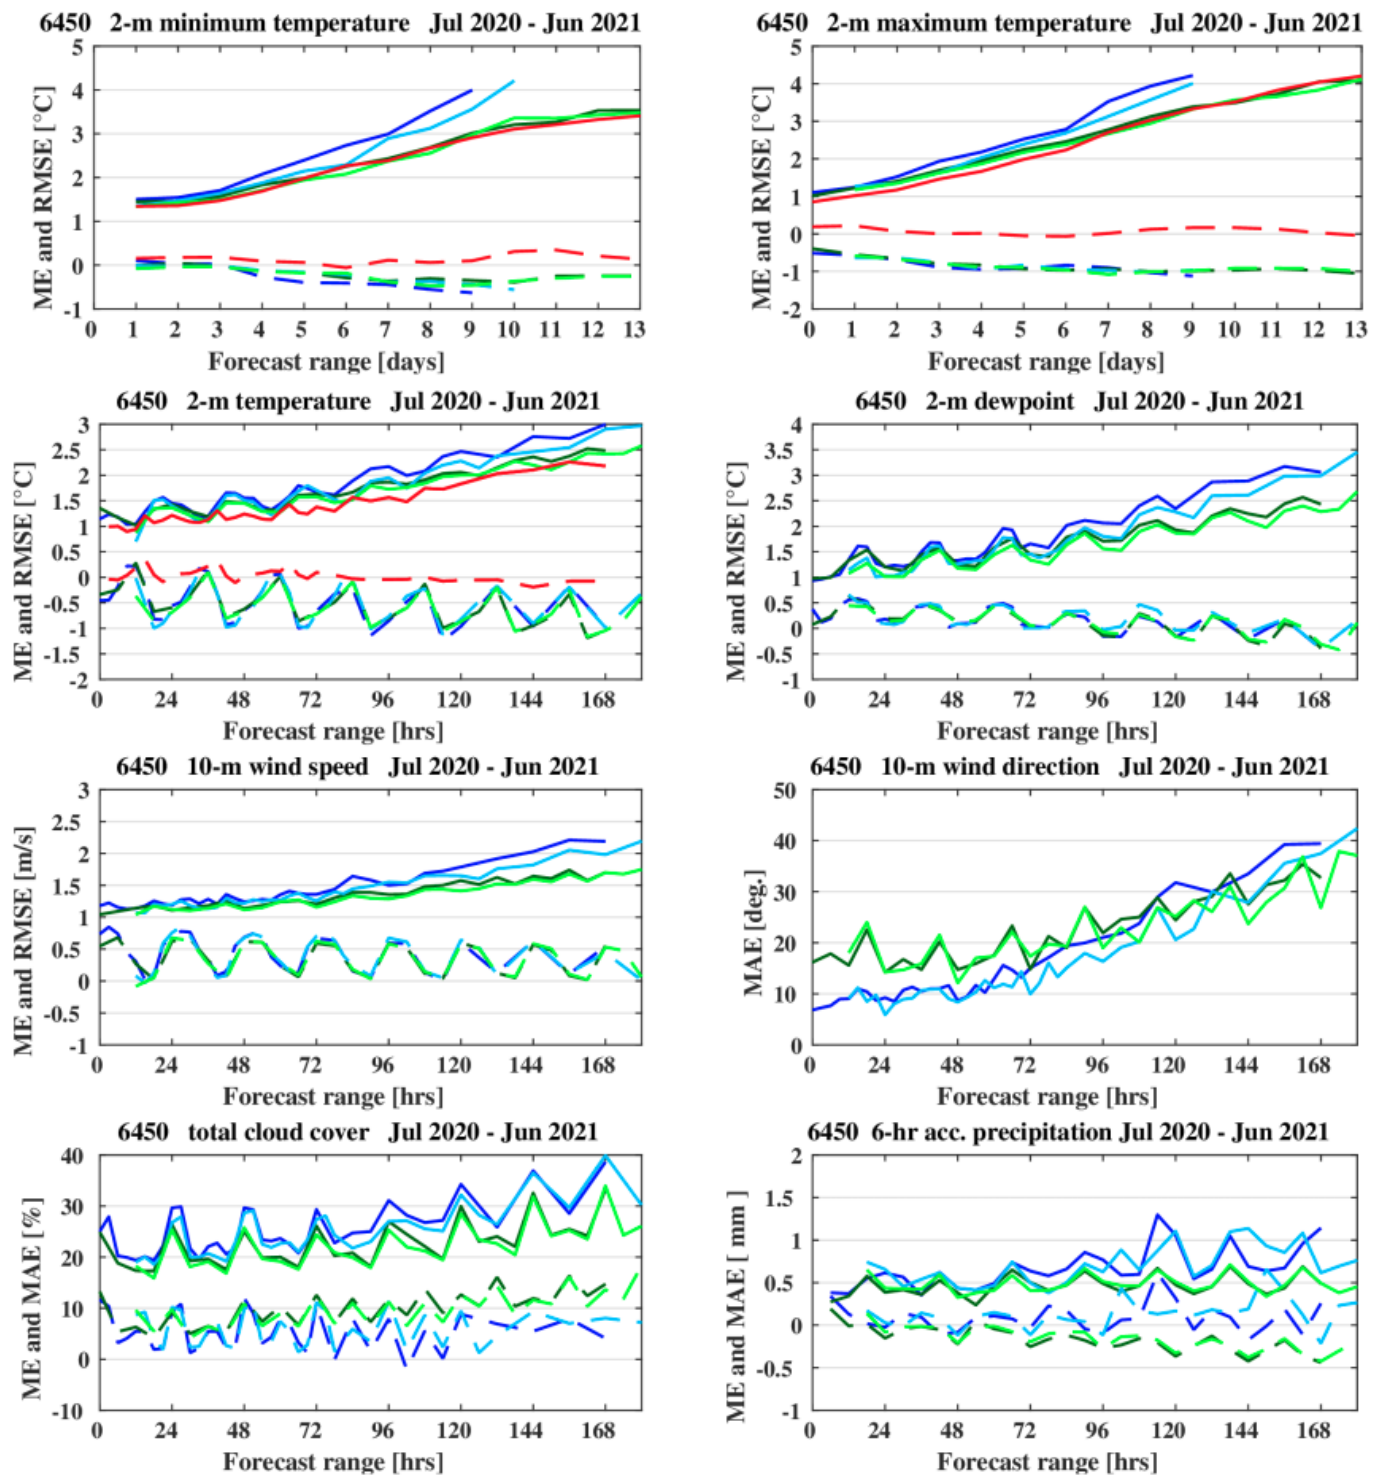 6450 2-m minimum temperature Jul 2020 - Jun 2021
5
4
3
2
1
0
-1
ME and RMSE [°C]
0 1 2 3 4 5 6 7 8 9 10 11 12 13
Forecast range [days]
6450 2-m maximum temperature Jul 2020 - Jun 2021
5
4
3
2
1
0
-1
-2
ME and RMSE [°C]
0 1 2 3 4 5 6 7 8 9 10 11 12 13
Forecast range [days]
6450 2-m temperature Jul 2020 - Jun 2021
3
2.5
2
1.5
1
0.5
0
-0.5
-1
-1.5
-2
ME and RMSE [°C]
0 24 48 72 96 120 144 168
Forecast range [hrs]
6450 2-m dewpoint Jul 2020 - Jun 2021
4
3.5
3
2.5
2
1.5
1
0.5
0
-0.5
-1
ME and RMSE [°C]
0 24 48 72 96 120 144 168
Forecast range [hrs]
6450 10-m wind speed Jul 2020 - Jun 2021
3
2.5
2
1.5
1
0.5
0
-0.5
-1
ME and RMSE [m/s]
0 24 48 72 96 120 144 168
Forecast range [hrs]
6450 10-m wind direction Jul 2020 - Jun 2021
50
40
30
20
10
0
MAE [deg.]
0 24 48 72 96 120 144 168
Forecast range [hrs]
6450 total cloud cover Jul 2020 - Jun 2021
40
30
20
10
0
-10
ME and MAE [%]
0 24 48 72 96 120 144 168
Forecast range [hrs]
6450 6-hr acc. precipitation Jul 2020 - Jun 2021
2
1.5
1
0.5
0
-0.5
-1
ME and MAE [ mm ]
0 24 48 72 96 120 144 168
Forecast range [hrs]